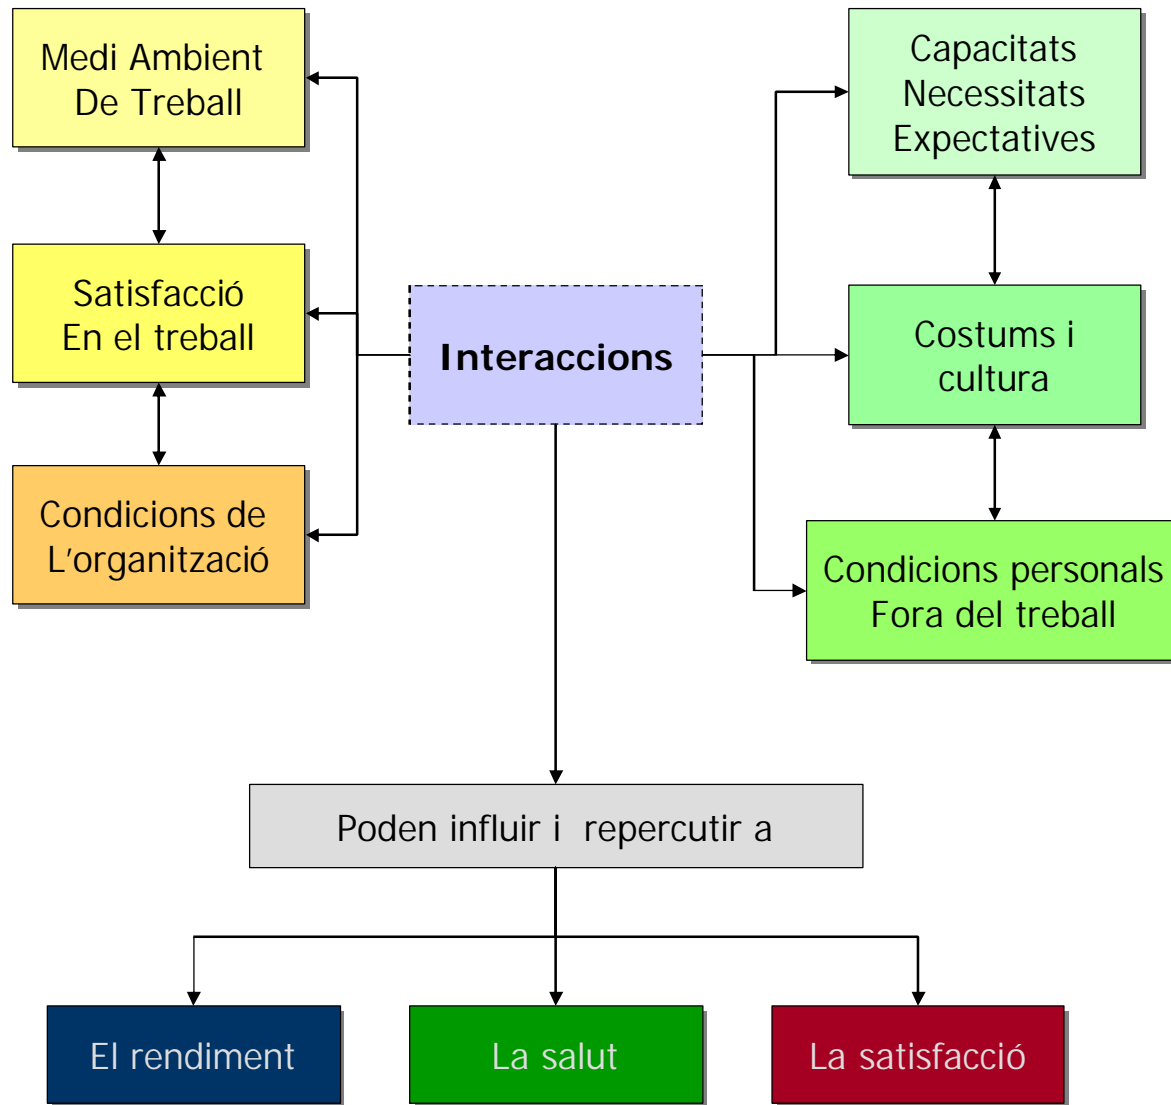 Medi Ambient
De Treball
Satisfacció
En el treball
Condicions de
L'organització
Interaccions
Capacitats
Necessitats
Expectatives
Costums i
cultura
Condicions personals
Fora del treball
Poden influir i  repercutir a
El rendiment
La salut
La satisfacció